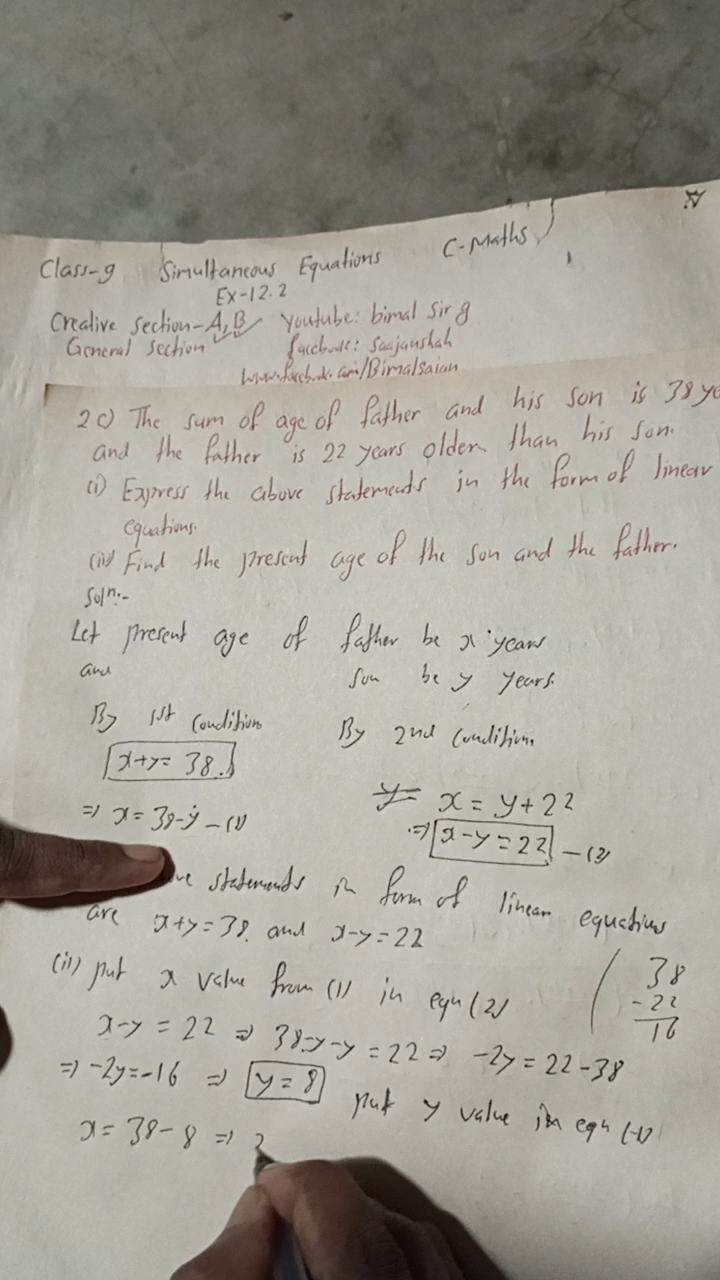 Class-9 Simultaneous Equations C-Maths
Ex-12.2
Creative section-A,B Youtube: bimal sir g
General section facebook: Saajanshah
2c) The sum of age of father and his son is 38 ye
and the father is 22 years older than his son.
(i) Express the above statements in the form of linear
equations.
(ii) Find the present age of the son and the father.
Soln:-
Let present age of father be x years
and son be y years.
By 1st condition By 2nd condition
x+y= 38. x = y+22
=> x = 38-y -(1) => x-y=22 -(2)
ve statements in form of linear equations
are x+y=38. and x-y=22
(ii) put x value from (1) in eqn (2) 38
-22
16
x-y = 22 => 38-y-y = 22 => -2y = 22-38
=> -2y=-16 => y=8 put y value in eqn (1)
x = 38-8 =>